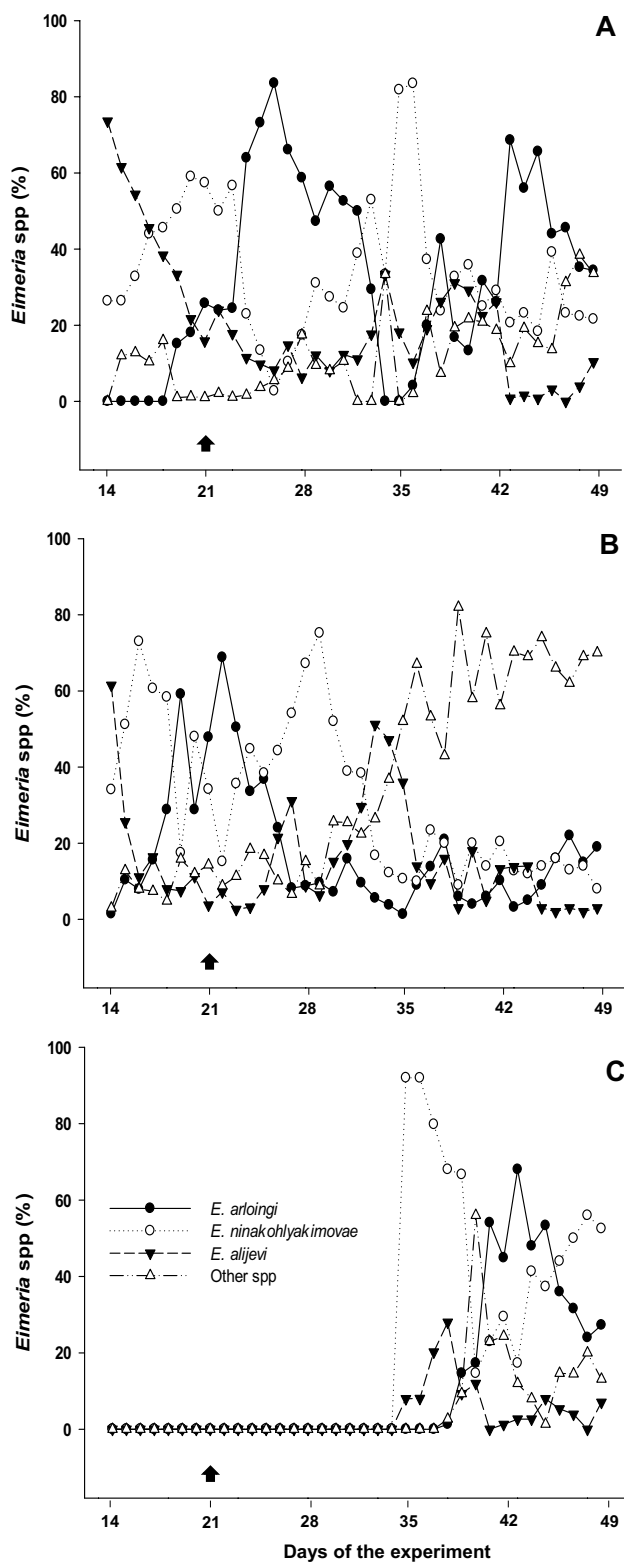 A
Eimeria spp (%)
100
80
60
40
20
0
14 21 28 35 42 49
B
Eimeria spp (%)
100
80
60
40
20
0
14 21 28 35 42 49
C
Eimeria spp (%)
100
80
60
40
20
0
E. arloingi
E. ninakohlyakimovae
E. alijevi
Other spp
14 21 28 35 42 49
Days of the experiment